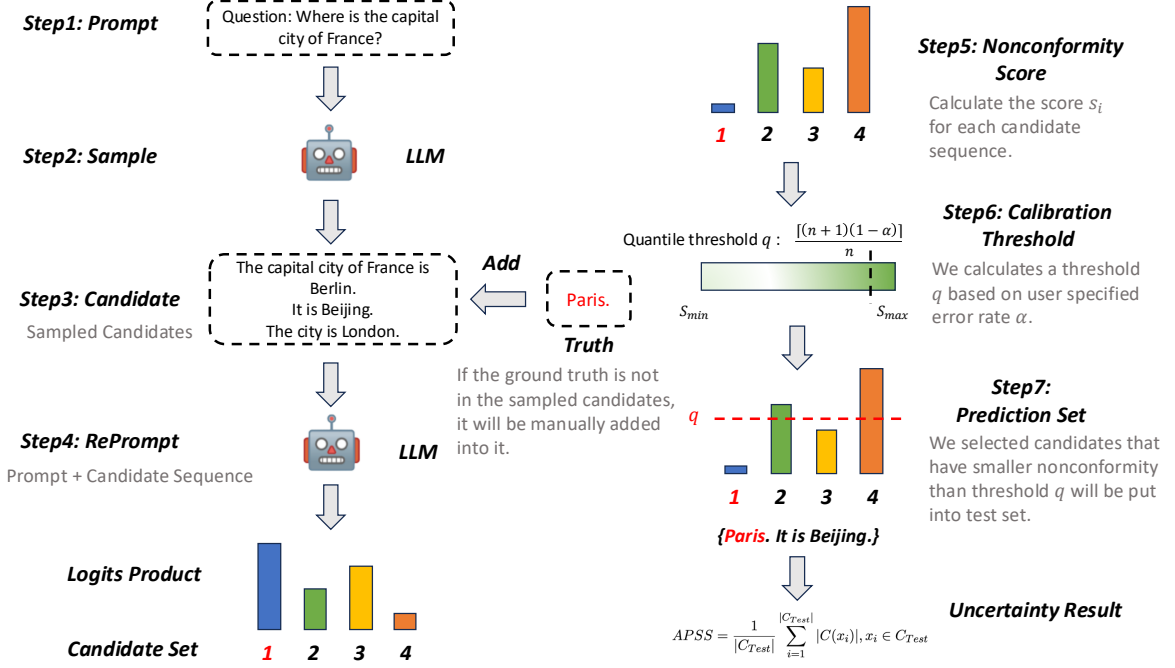 Step1: Prompt
Question: Where is the capital
city of France?
Step2: Sample
LLM
Step3: Candidate
Sampled Candidates
The capital city of France is
Berlin.
It is Beijing.
The city is London.
Add
Paris.
Truth
If the ground truth is not
in the sampled candidates,
it will be manually added
into it.
Step4: RePrompt
Prompt + Candidate Sequence
LLM
Logits Product
Candidate Set
1 2 3 4
Step5: Nonconformity
Score
Calculate the score s_i
for each candidate
sequence.
1 2 3 4
Step6: Calibration
Threshold
We calculates a threshold
q based on user specified
error rate α.
Quantile threshold q : ⌈(n + 1)(1 − α)⌉ / n
S_min S_max
Step7:
Prediction Set
We selected candidates that
have smaller nonconformity
than threshold q will be put
into test set.
q
1 2 3 4
{Paris. It is Beijing.}
Uncertainty Result
APSS = 1 / |C_Test| ∑_{i=1}^{|C_Test|} |C(x_i)|, x_i ∈ C_Test